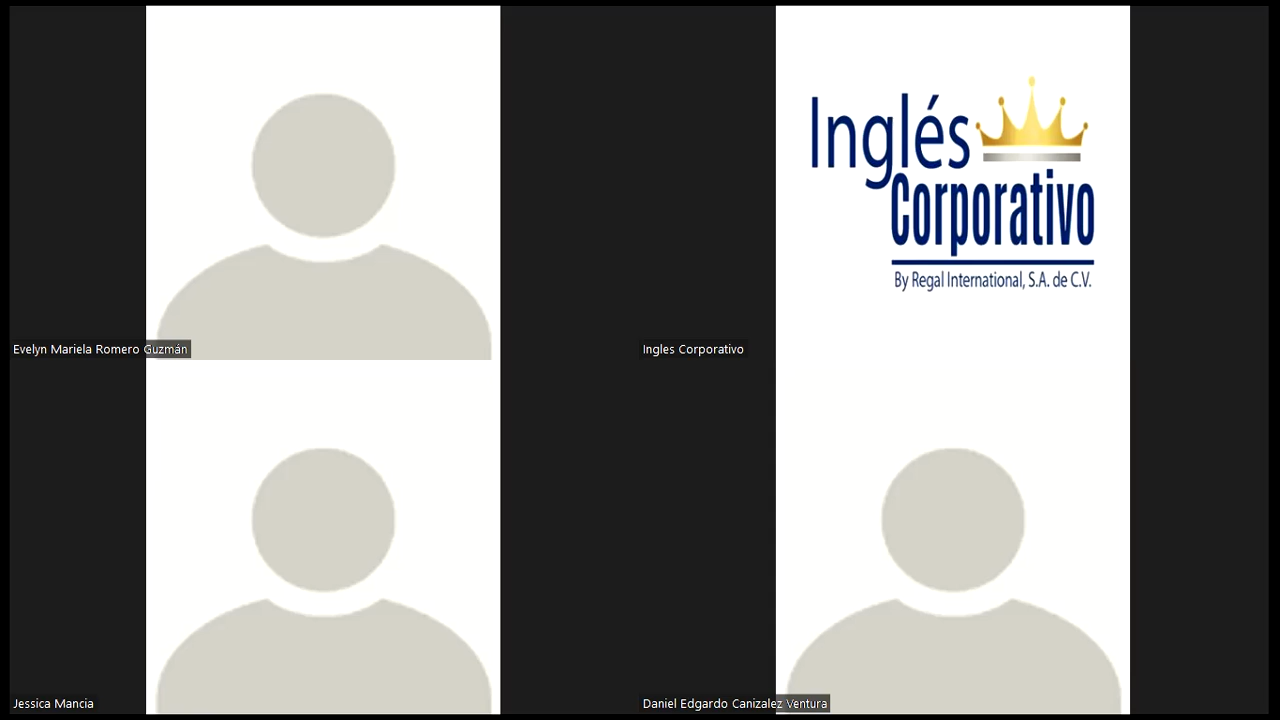 Inglés
Corporativo
By Regal International, S.A. de C.V.
Evelyn Mariela Romero Guzmán
Ingles Corporativo
Jessica Mancia
Daniel Edgardo Canizalez Ventura